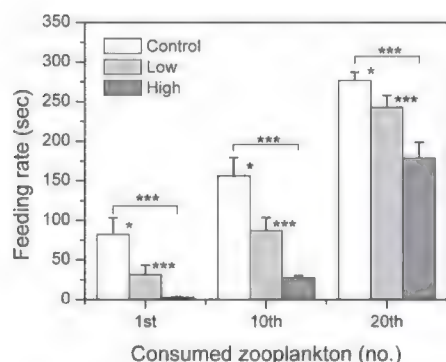 350
300
250
200
150
100
50
0
Feeding rate (sec)
Control
Low
High
***
*
***
***
*
***
***
*
***
1st
10th
20th
Consumed zooplankton (no.)